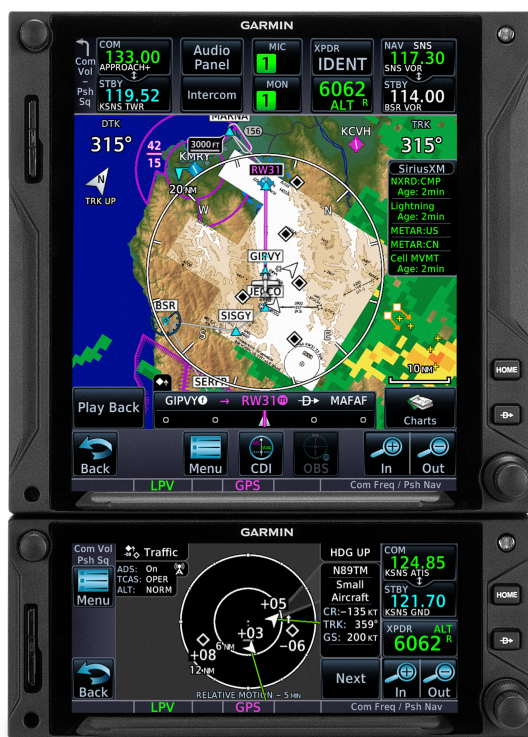 GARMIN
COM
133.00
APPROACH+
Com
Vol
–
Psh
Sq
STBY
119.52
KSNS TWR
Audio
Panel
Intercom
MIC
1
MON
1
XPDR
IDENT
6062
ALT R
NAV SNS
117.30
SNS VOR
STBY
114.00
BSR VOR
DTK
315°
TRK UP
42
15
MARNA
3000 FT
156
KMRY
20 NM
RW31
KCVH
TRK
315°
SiriusXM
NXRD:CMP
Age: 2min
Lightning
Age: 2min
METAR:US
METAR:CN
Cell MVMT
Age: 2min
W
N
GIPVY
JECCO
BSR
SISGY
S
E
SERFR
10 NM
Play Back
GIPVY f → RW31 m D MAFAF
Charts
HOME
D
Back
Menu
CDI
OBS
In
Out
LPV
GPS
Com Freq / Psh Nav
GARMIN
Com Vol
Psh Sq
Menu
Back
-08
Traffic
ADS: On
TCAS: OPER
ALT: NORM
+05
+03
+08
-06
6 NM
12 NM
RELATIVE MOTION – 5 MIN
HDG UP
N89TM
Small
Aircraft
CR:−135 KT
TRK: 359°
GS: 200 KT
Next
COM
124.85
KSNS ATIS
STBY
121.70
KSNS GND
XPDR ALT
6062 R
In
Out
HOME
D
LPV
GPS
Com Freq / Psh Nav